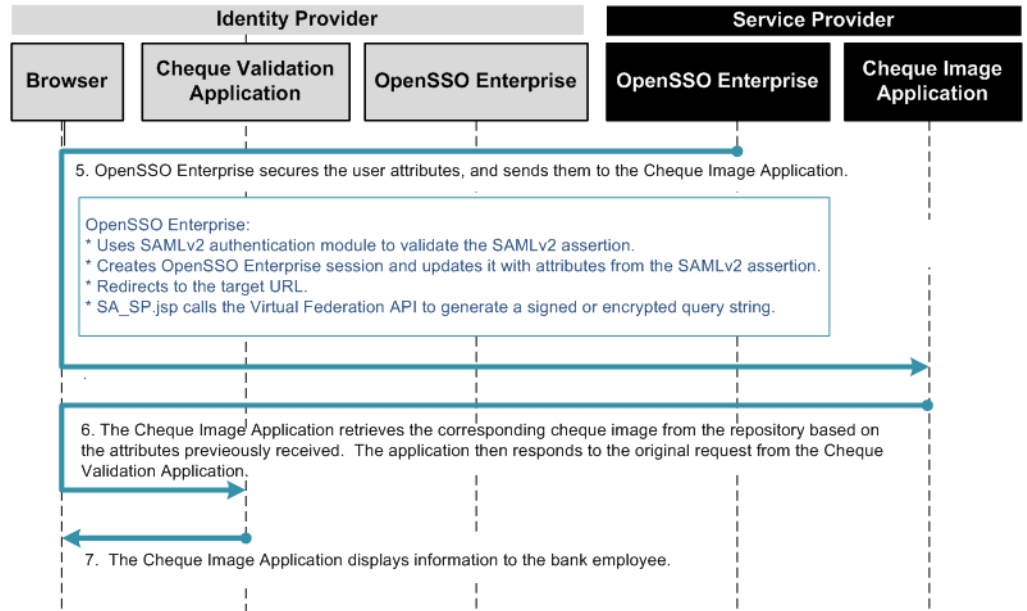 Identity Provider
Service Provider
Browser
Cheque Validation
Application
OpenSSO Enterprise
OpenSSO Enterprise
Cheque Image
Application
5. OpenSSO Enterprise secures the user attributes, and sends them to the Cheque Image Application.
OpenSSO Enterprise:
* Uses SAMLv2 authentication module to validate the SAMLv2 assertion.
* Creates OpenSSO Enterprise session and updates it with attributes from the SAMLv2 assertion.
* Redirects to the target URL.
* SA_SP.jsp calls the Virtual Federation API to generate a signed or encrypted query string.
6. The Cheque Image Application retrieves the corresponding cheque image from the repository based on
the attributes previeously received. The application then responds to the original request from the Cheque
Validation Application.
7. The Cheque Image Application displays information to the bank employee.